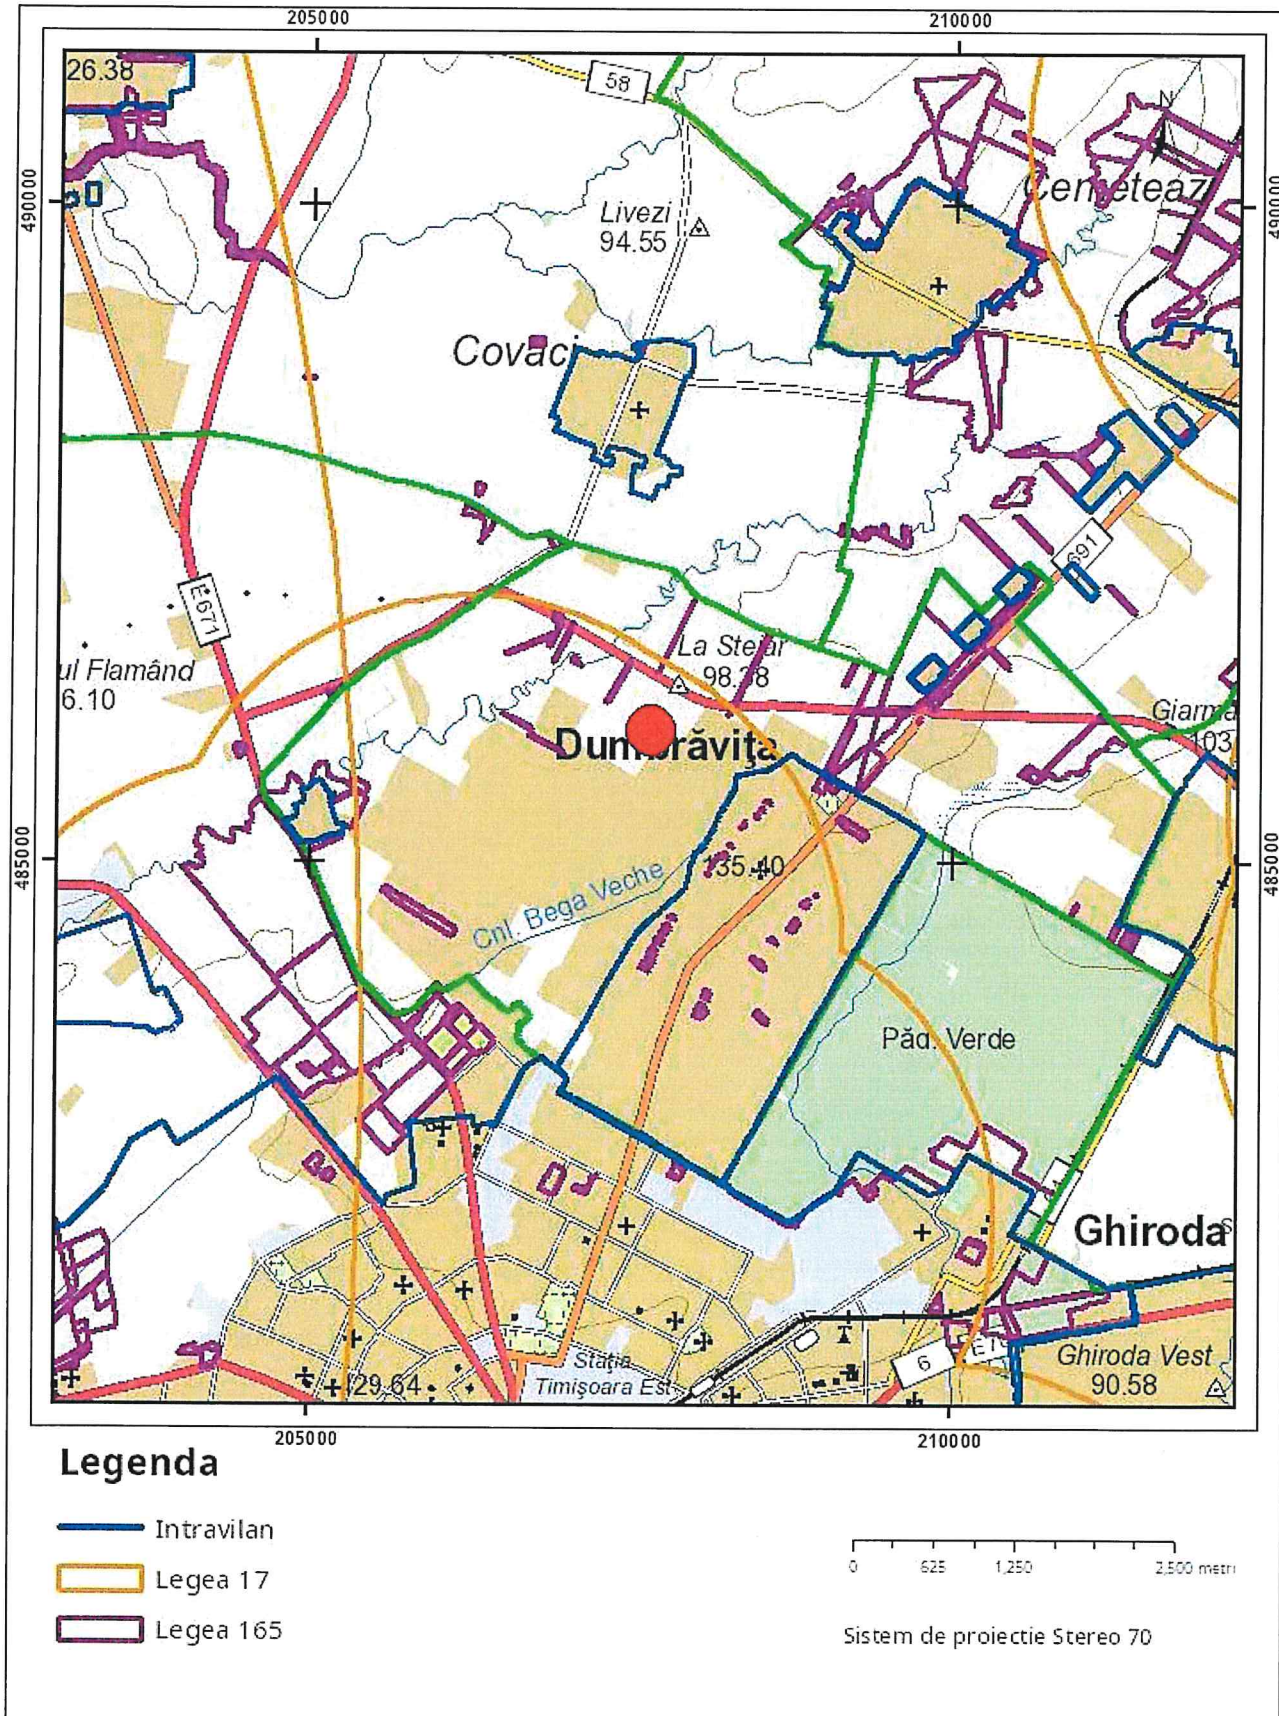 205000
210000
26.38
58
N
490000
490000
Livezi
94.55
Covaci
691
E671
La Stejar
98.38
ul Flamând
6.10
103
Dumbrăvița
485000
485000
135.40
Cnl. Bega Veche
Păd. Verde
Ghiroda
Stația
Timișoara Est
6
Ghiroda Vest
90.58
129.64
205000
210000
Legenda
Intravilan
Legea 17
Legea 165
0
625
1,250
2,500 metri
Sistem de proiectie Stereo 70